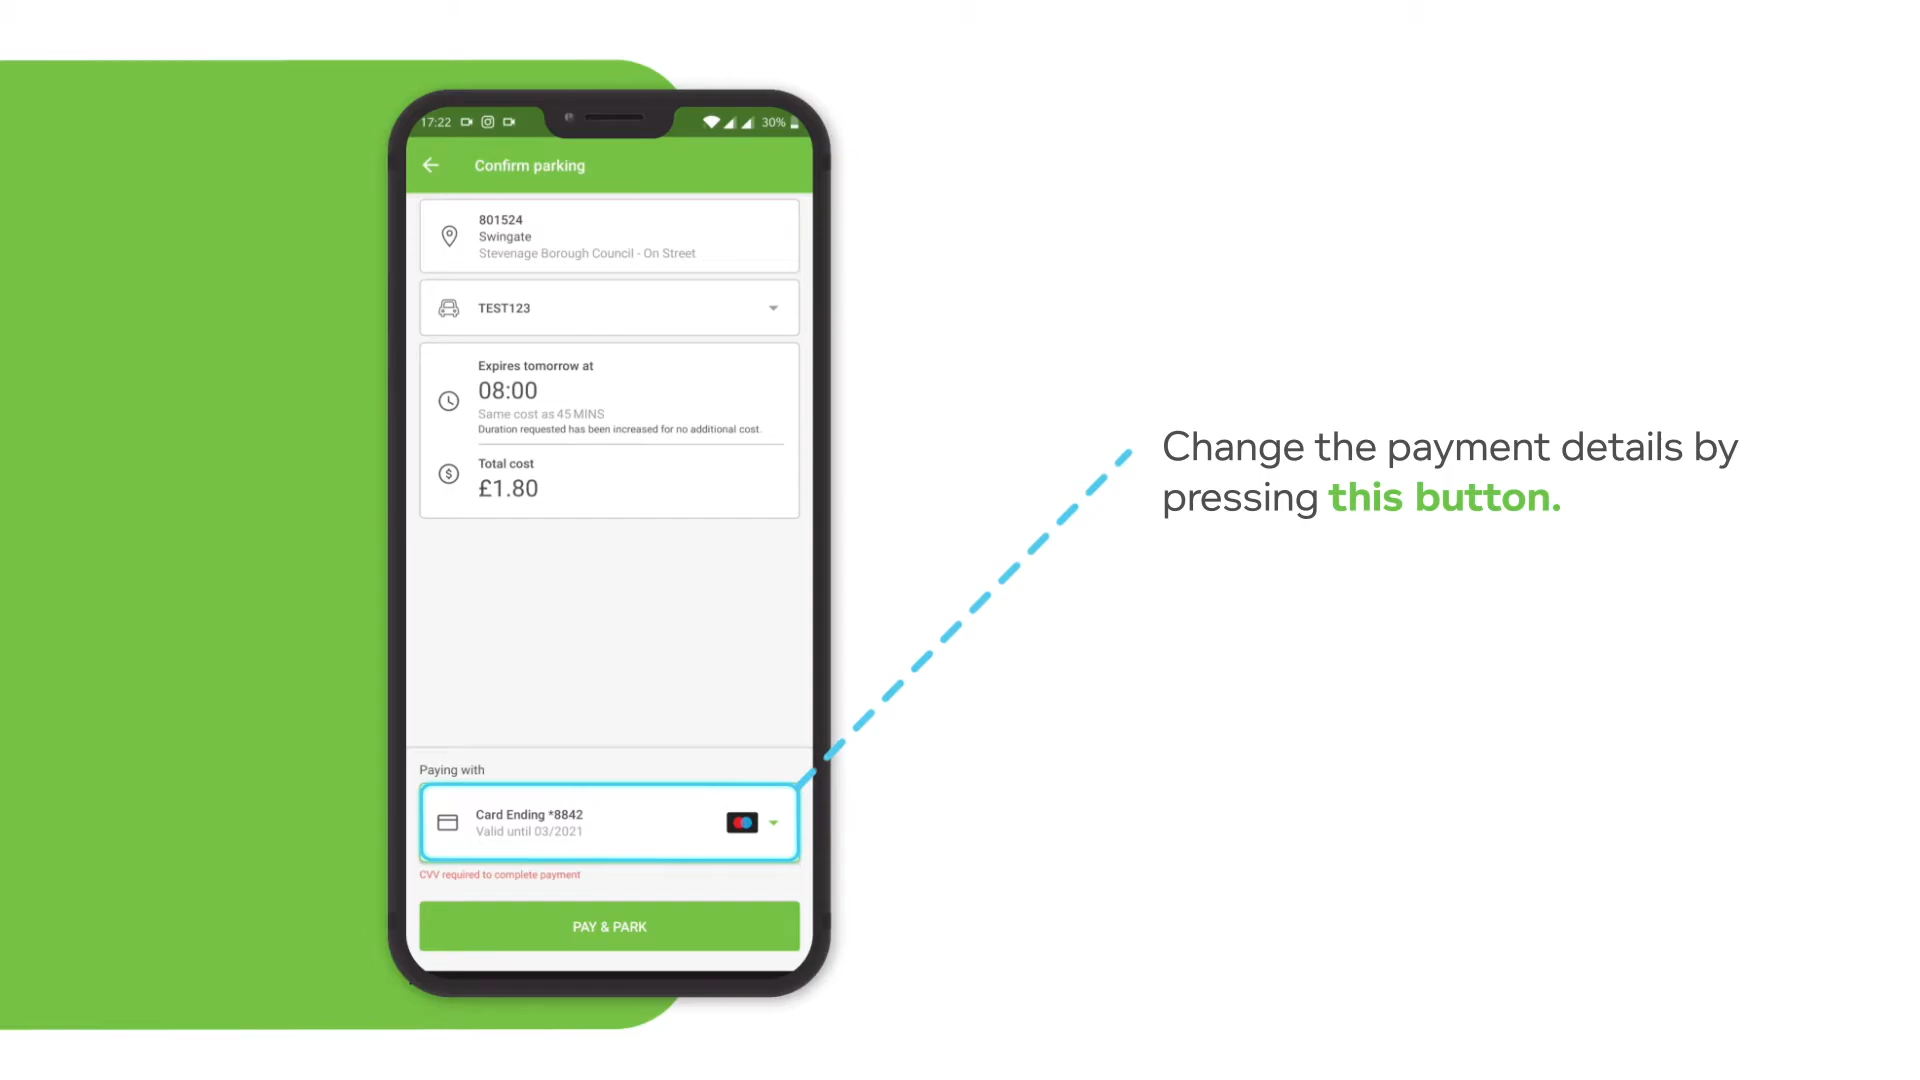 17:22
30%
Confirm parking
801524
Swingate
Stevenage Borough Council - On Street
TEST123
Expires tomorrow at
08:00
Same cost as 45 MINS
Duration requested has been increased for no additional cost.
Total cost
£1.80
Paying with
Card Ending *8842
Valid until 03/2021
CVV required to complete payment
PAY & PARK
Change the payment details by
pressing this button.